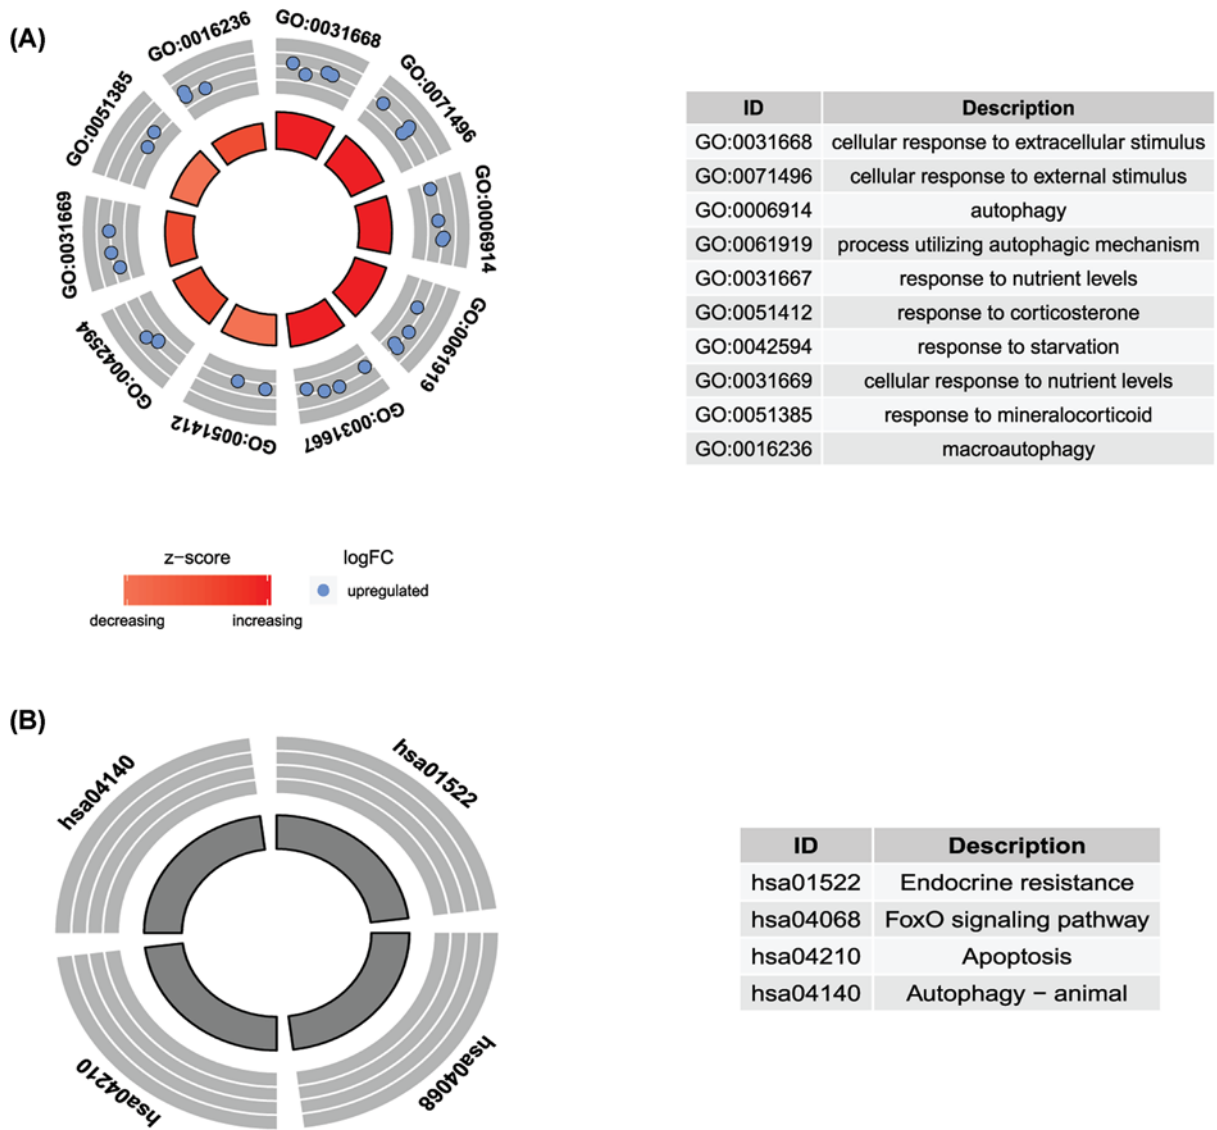 (A)
GO:0016236
GO:0031668
GO:0051385
GO:0071496
GO:0031669
GO:0006914
GO:0042594
GO:0061919
GO:0051412
GO:0031667
ID Description
GO:0031668 cellular response to extracellular stimulus
GO:0071496 cellular response to external stimulus
GO:0006914 autophagy
GO:0061919 process utilizing autophagic mechanism
GO:0031667 response to nutrient levels
GO:0051412 response to corticosterone
GO:0042594 response to starvation
GO:0031669 cellular response to nutrient levels
GO:0051385 response to mineralocorticoid
GO:0016236 macroautophagy
z−score
decreasing increasing
logFC
upregulated
(B)
hsa04140
hsa01522
hsa04210
hsa04068
ID Description
hsa01522 Endocrine resistance
hsa04068 FoxO signaling pathway
hsa04210 Apoptosis
hsa04140 Autophagy − animal